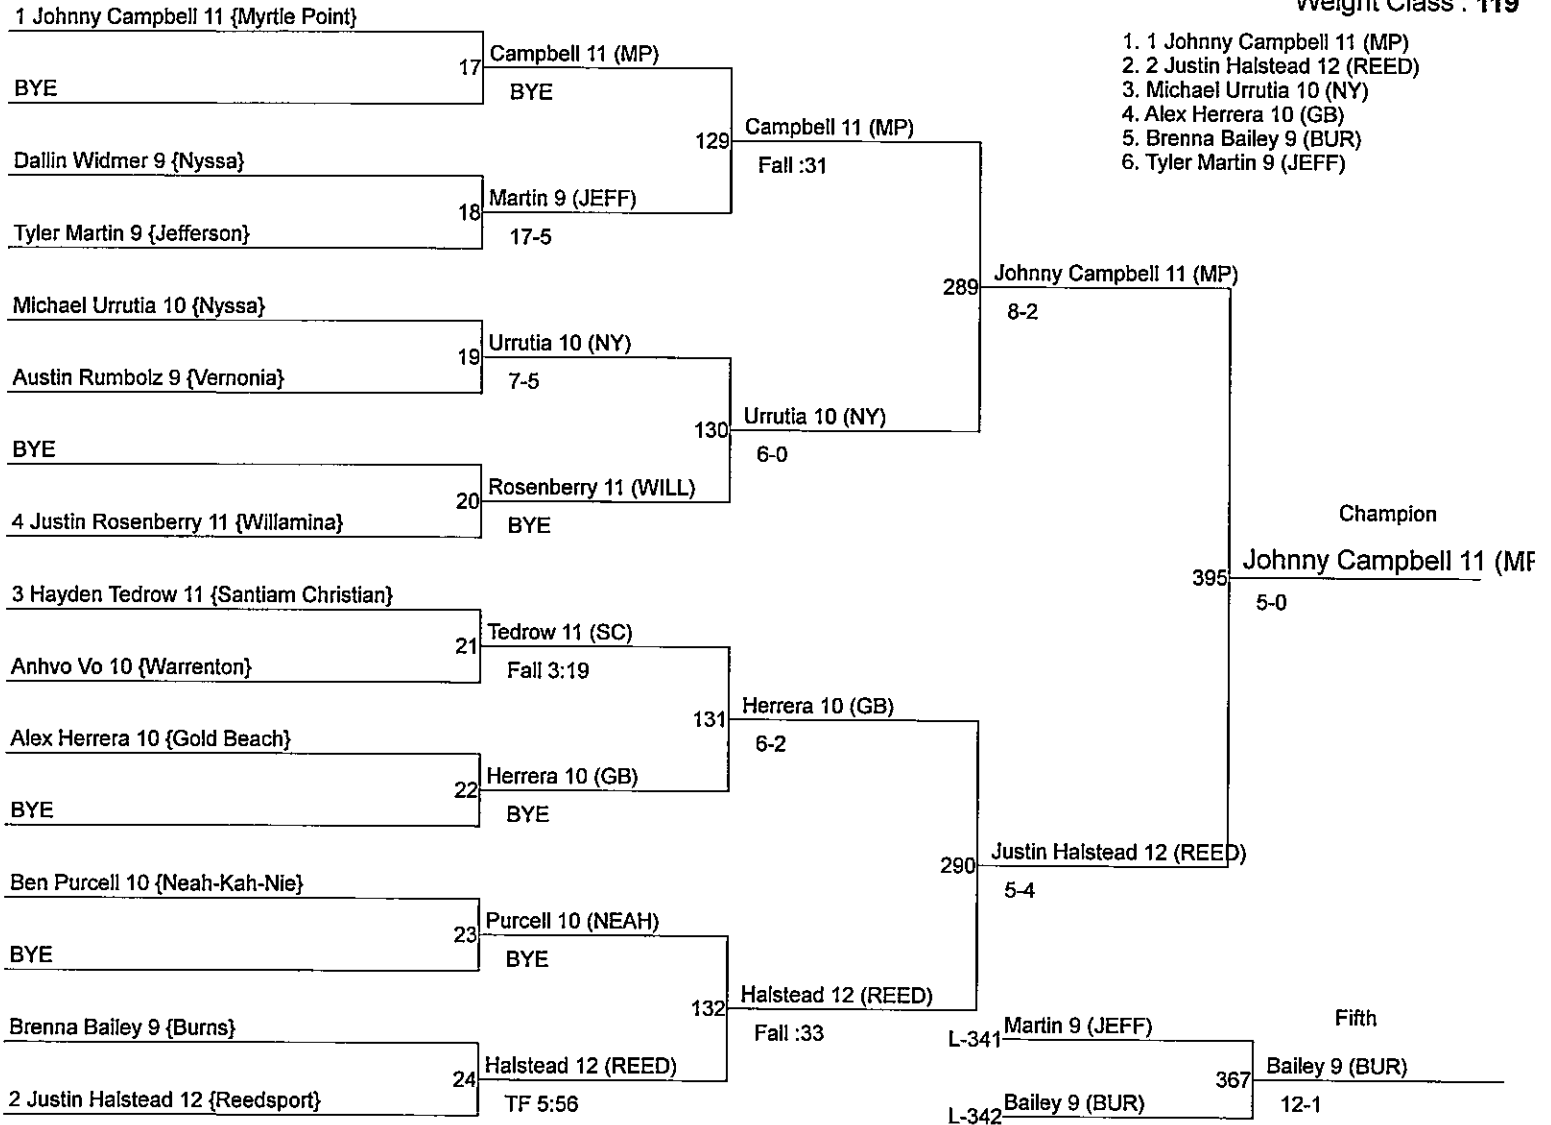 Weight Class : 119
1. 1 Johnny Campbell 11 (MP)
2. 2 Justin Halstead 12 (REED)
3. Michael Urrutia 10 (NY)
4. Alex Herrera 10 (GB)
5. Brenna Bailey 9 (BUR)
6. Tyler Martin 9 (JEFF)
1 Johnny Campbell 11 {Myrtle Point}
17 Campbell 11 (MP)
BYE
BYE
129 Campbell 11 (MP)
Fall :31
Dallin Widmer 9 {Nyssa}
18 Martin 9 (JEFF)
17-5
Tyler Martin 9 {Jefferson}
289 Johnny Campbell 11 (MP)
8-2
Michael Urrutia 10 {Nyssa}
19 Urrutia 10 (NY)
7-5
Austin Rumbolz 9 {Vernonia}
130 Urrutia 10 (NY)
6-0
BYE
20 Rosenberry 11 (WILL)
BYE
4 Justin Rosenberry 11 {Willamina}
Champion
395 Johnny Campbell 11 (MP
5-0
3 Hayden Tedrow 11 {Santiam Christian}
21 Tedrow 11 (SC)
Fall 3:19
Anhvo Vo 10 {Warrenton}
131 Herrera 10 (GB)
6-2
Alex Herrera 10 {Gold Beach}
22 Herrera 10 (GB)
BYE
BYE
290 Justin Halstead 12 (REED)
5-4
Ben Purcell 10 {Neah-Kah-Nie}
23 Purcell 10 (NEAH)
BYE
BYE
132 Halstead 12 (REED)
Fall :33
Brenna Bailey 9 {Burns}
24 Halstead 12 (REED)
TF 5:56
2 Justin Halstead 12 {Reedsport}
Fifth
L-341 Martin 9 (JEFF)
367 Bailey 9 (BUR)
12-1
L-342 Bailey 9 (BUR)